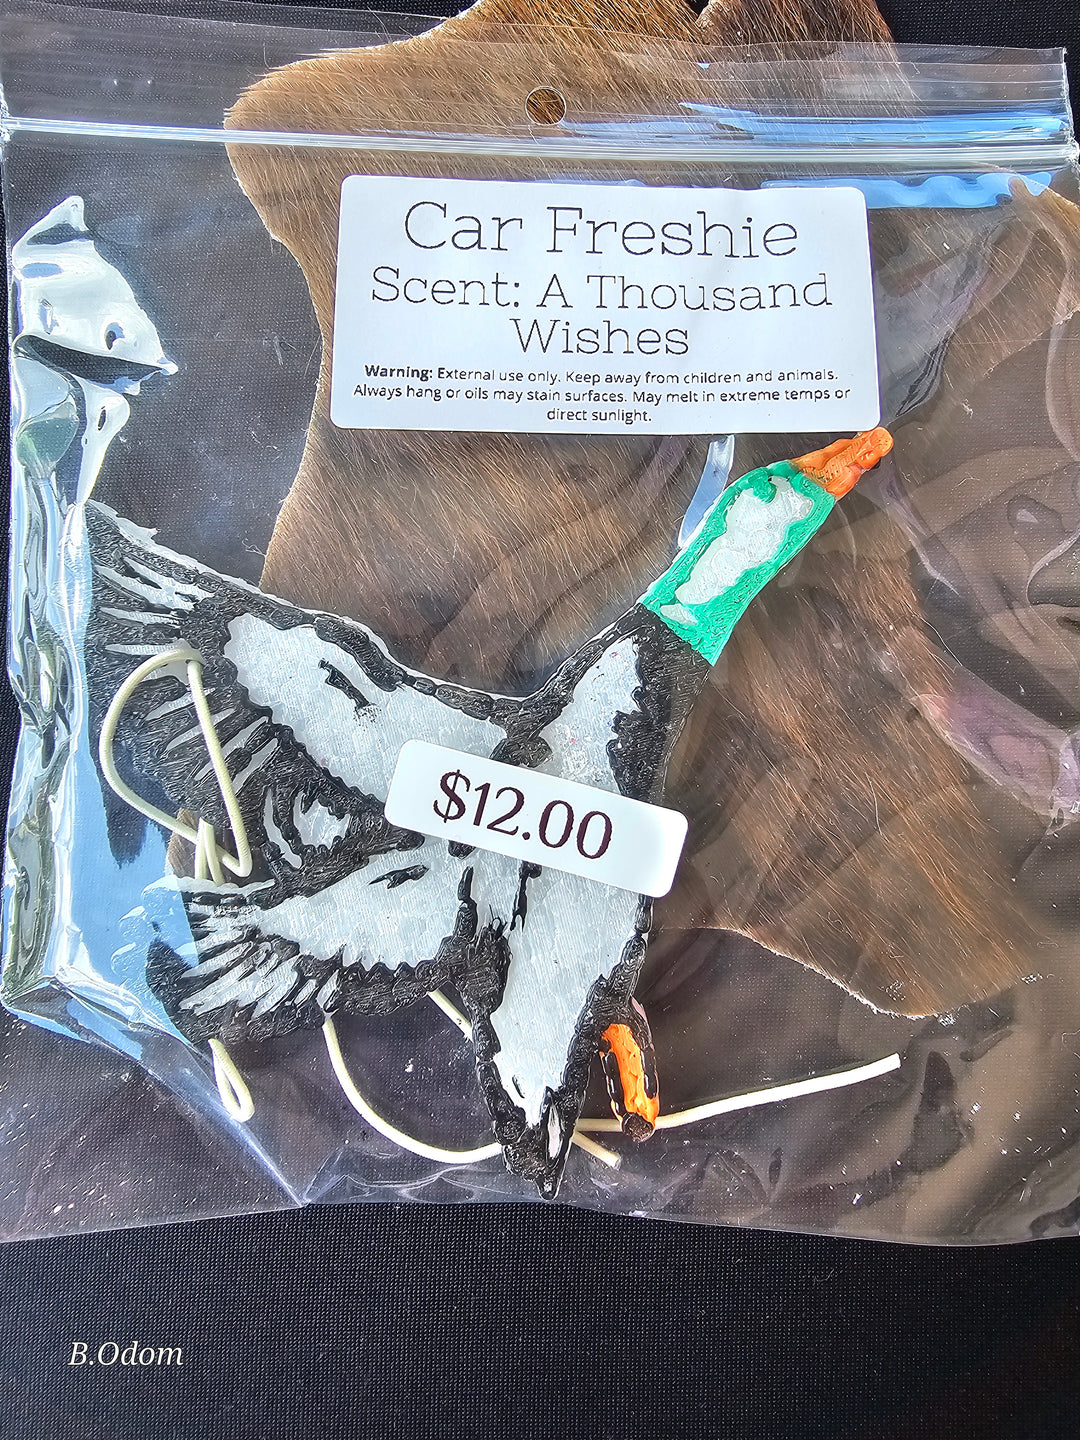 Car Freshie
Scent: A Thousand
Wishes
Warning: External use only. Keep away from children and animals.
Always hang or oils may stain surfaces. May melt in extreme temps or
direct sunlight.
$12.00
B.Odom